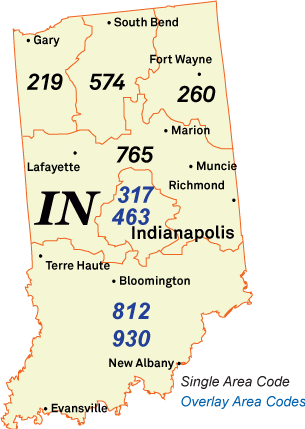 South Bend
Gary
Fort Wayne
219
574
260
Marion
765
Lafayette
Muncie
Richmond
IN
317
463
Indianapolis
Terre Haute
Bloomington
812
930
New Albany
Single Area Code
Overlay Area Codes
Evansville